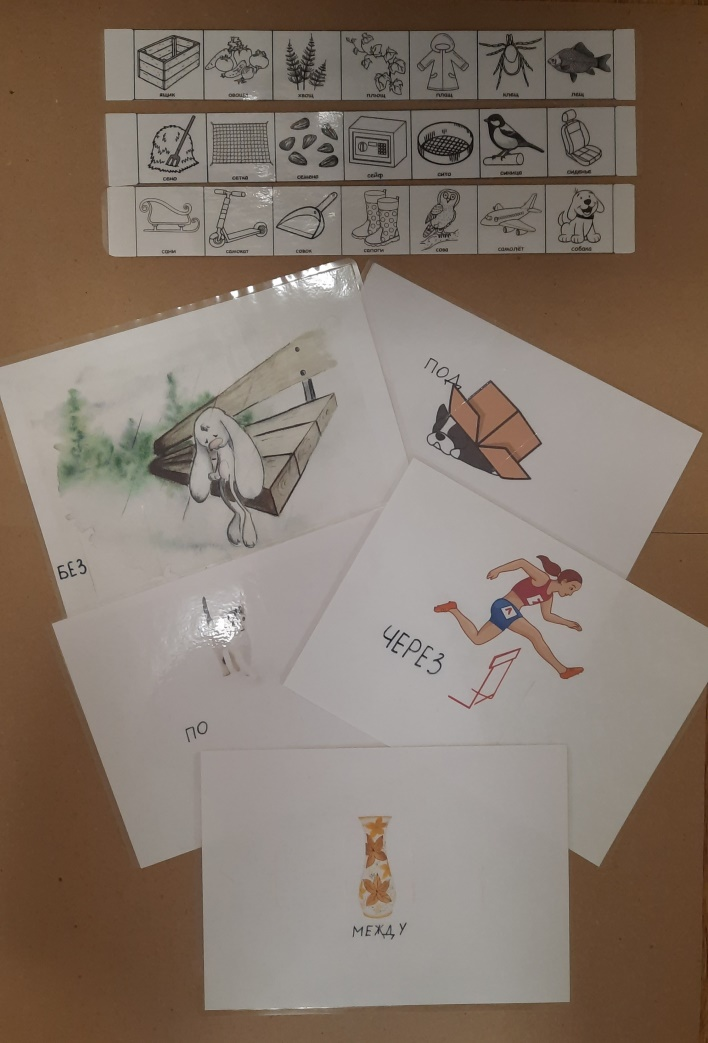 ящик овощи хвощ плющ плащ клещ лещ
сено сетка семена сейф сито синица сиденье
сани самокат совок сапоги сова самолёт собака
ПОД
БЕЗ
ЧЕРЕЗ
ПО
МЕЖДУ